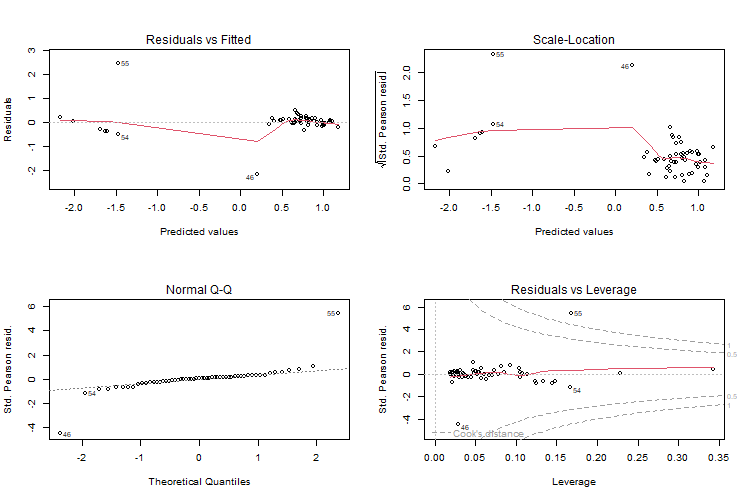 Residuals vs Fitted
Residuals
3
2
1
0
-1
-2
55
54
46
-2.0 -1.5 -1.0 -0.5 0.0 0.5 1.0
Predicted values
Scale-Location
√|Std. Pearson resid.|
2.0
1.5
1.0
0.5
0.0
55
46
54
-2.0 -1.5 -1.0 -0.5 0.0 0.5 1.0
Predicted values
Normal Q-Q
Std. Pearson resid.
6
4
2
0
-2
-4
55
54
46
-2 -1 0 1 2
Theoretical Quantiles
Residuals vs Leverage
Std. Pearson resid.
6
4
2
0
-2
-4
55
1
0.5
54
0.5
1
46
Cook's distance
0.00 0.05 0.10 0.15 0.20 0.25 0.30 0.35
Leverage